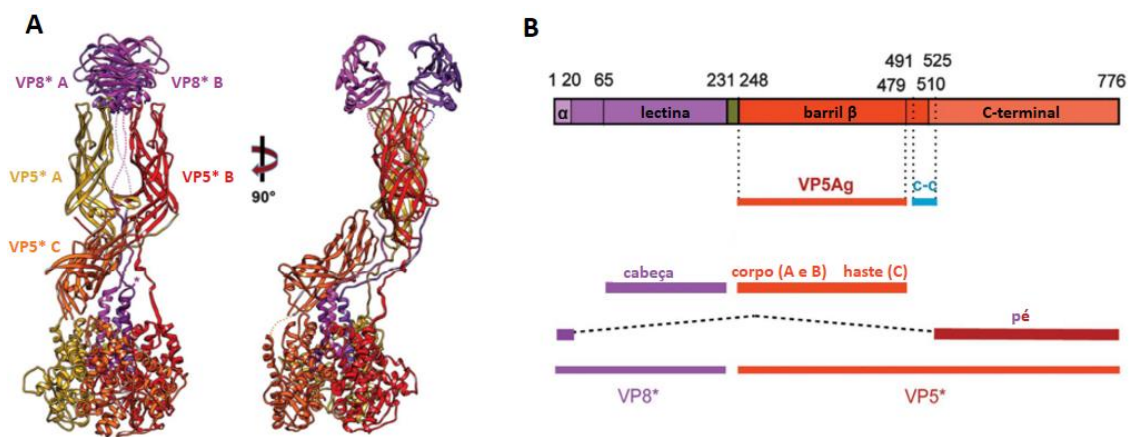 A
VP8* A
VP8* B
VP5* A
VP5* B
90°
VP5* C
B
491 525
1 20 65 231 248 479 510 776
α lectina barril β C-terminal
VP5Ag C-C
cabeça corpo (A e B) haste (C)
pé
VP8* VP5*